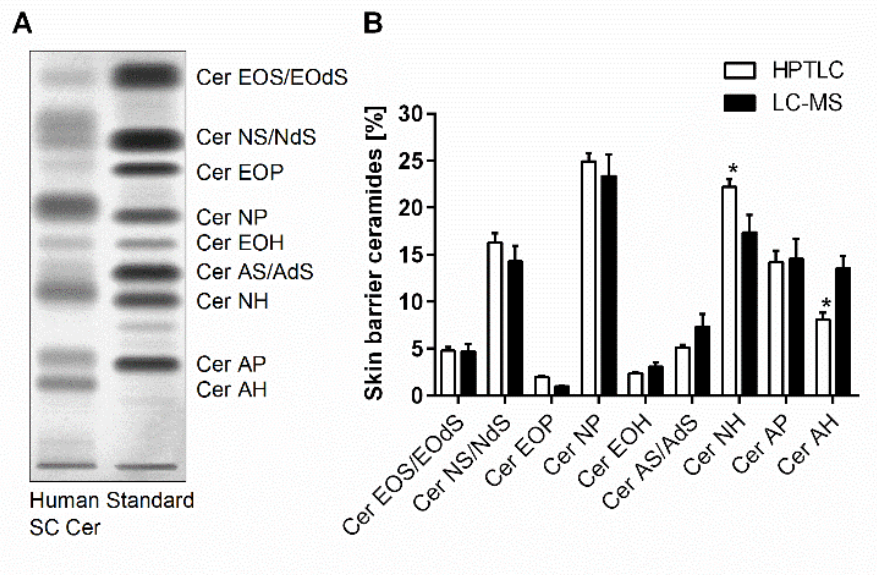 A
Cer EOS/EOdS
Cer NS/NdS
Cer EOP
Cer NP
Cer EOH
Cer AS/AdS
Cer NH
Cer AP
Cer AH
Human Standard
SC Cer
B
HPTLC
LC-MS
Skin barrier ceramides [%]
30
25
20
15
10
5
0
*
*
Cer EOS/EOdS
Cer NS/NdS
Cer EOP
Cer NP
Cer EOH
Cer AS/AdS
Cer NH
Cer AP
Cer AH